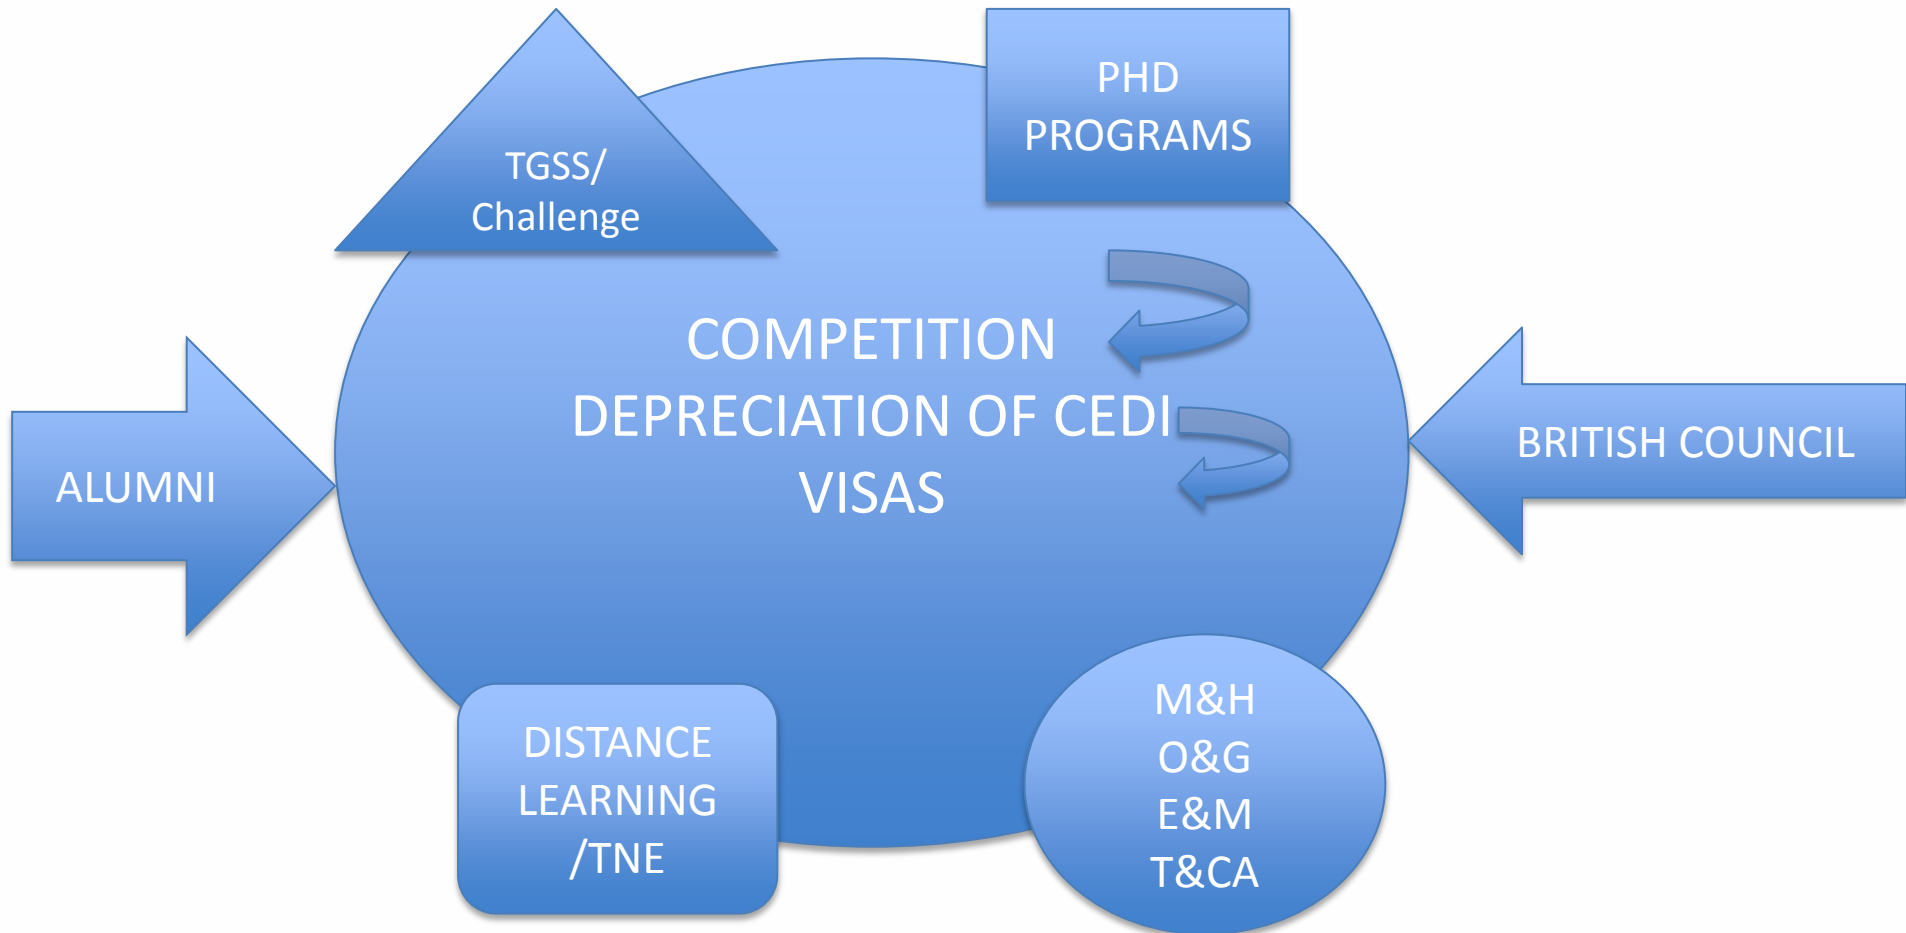 TGSS/
Challenge
PHD
PROGRAMS
COMPETITION
DEPRECIATION OF CEDI
VISAS
ALUMNI
BRITISH COUNCIL
DISTANCE
LEARNING
/TNE
M&H
O&G
E&M
T&CA